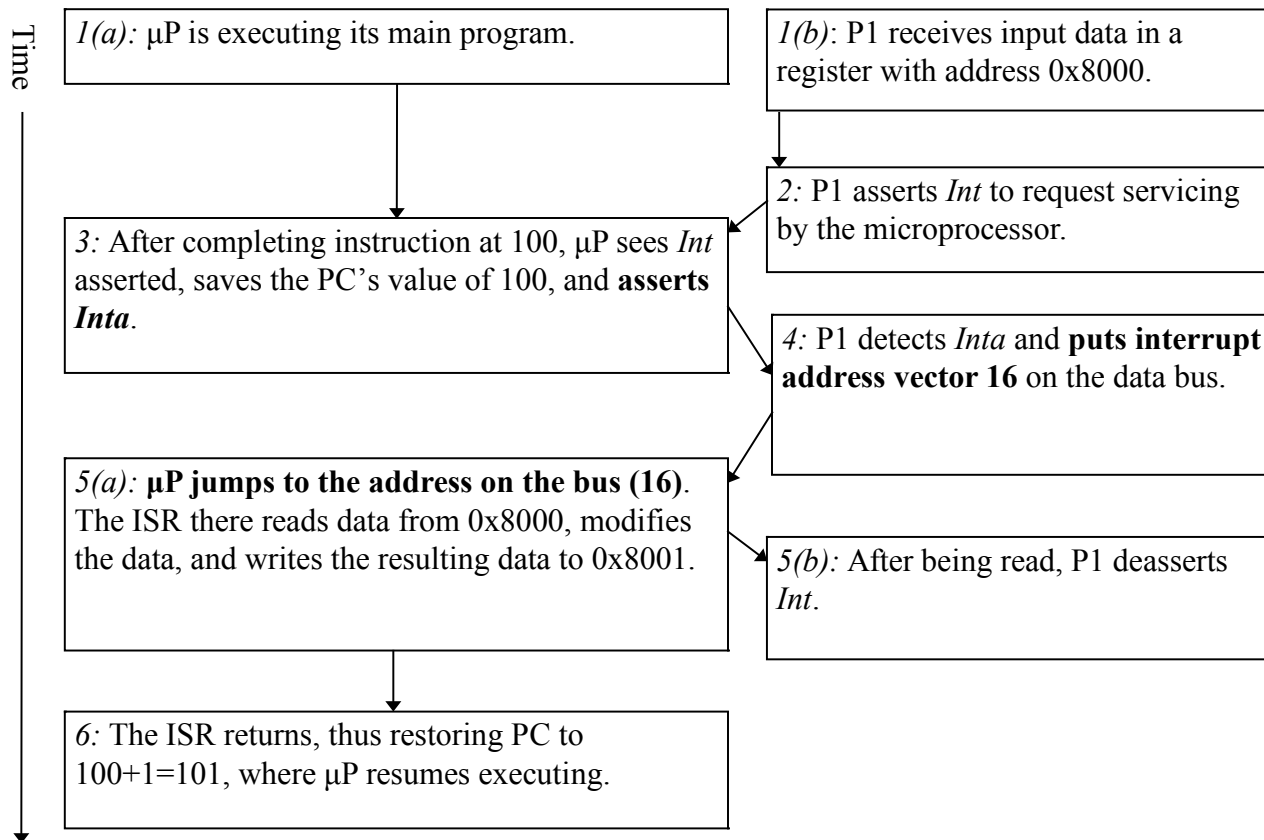 Time
1(a): μP is executing its main program.
1(b): P1 receives input data in a
register with address 0x8000.
2: P1 asserts Int to request servicing
by the microprocessor.
3: After completing instruction at 100, μP sees Int
asserted, saves the PC’s value of 100, and asserts
Inta.
4: P1 detects Inta and puts interrupt
address vector 16 on the data bus.
5(a): μP jumps to the address on the bus (16).
The ISR there reads data from 0x8000, modifies
the data, and writes the resulting data to 0x8001.
5(b): After being read, P1 deasserts
Int.
6: The ISR returns, thus restoring PC to
100+1=101, where μP resumes executing.